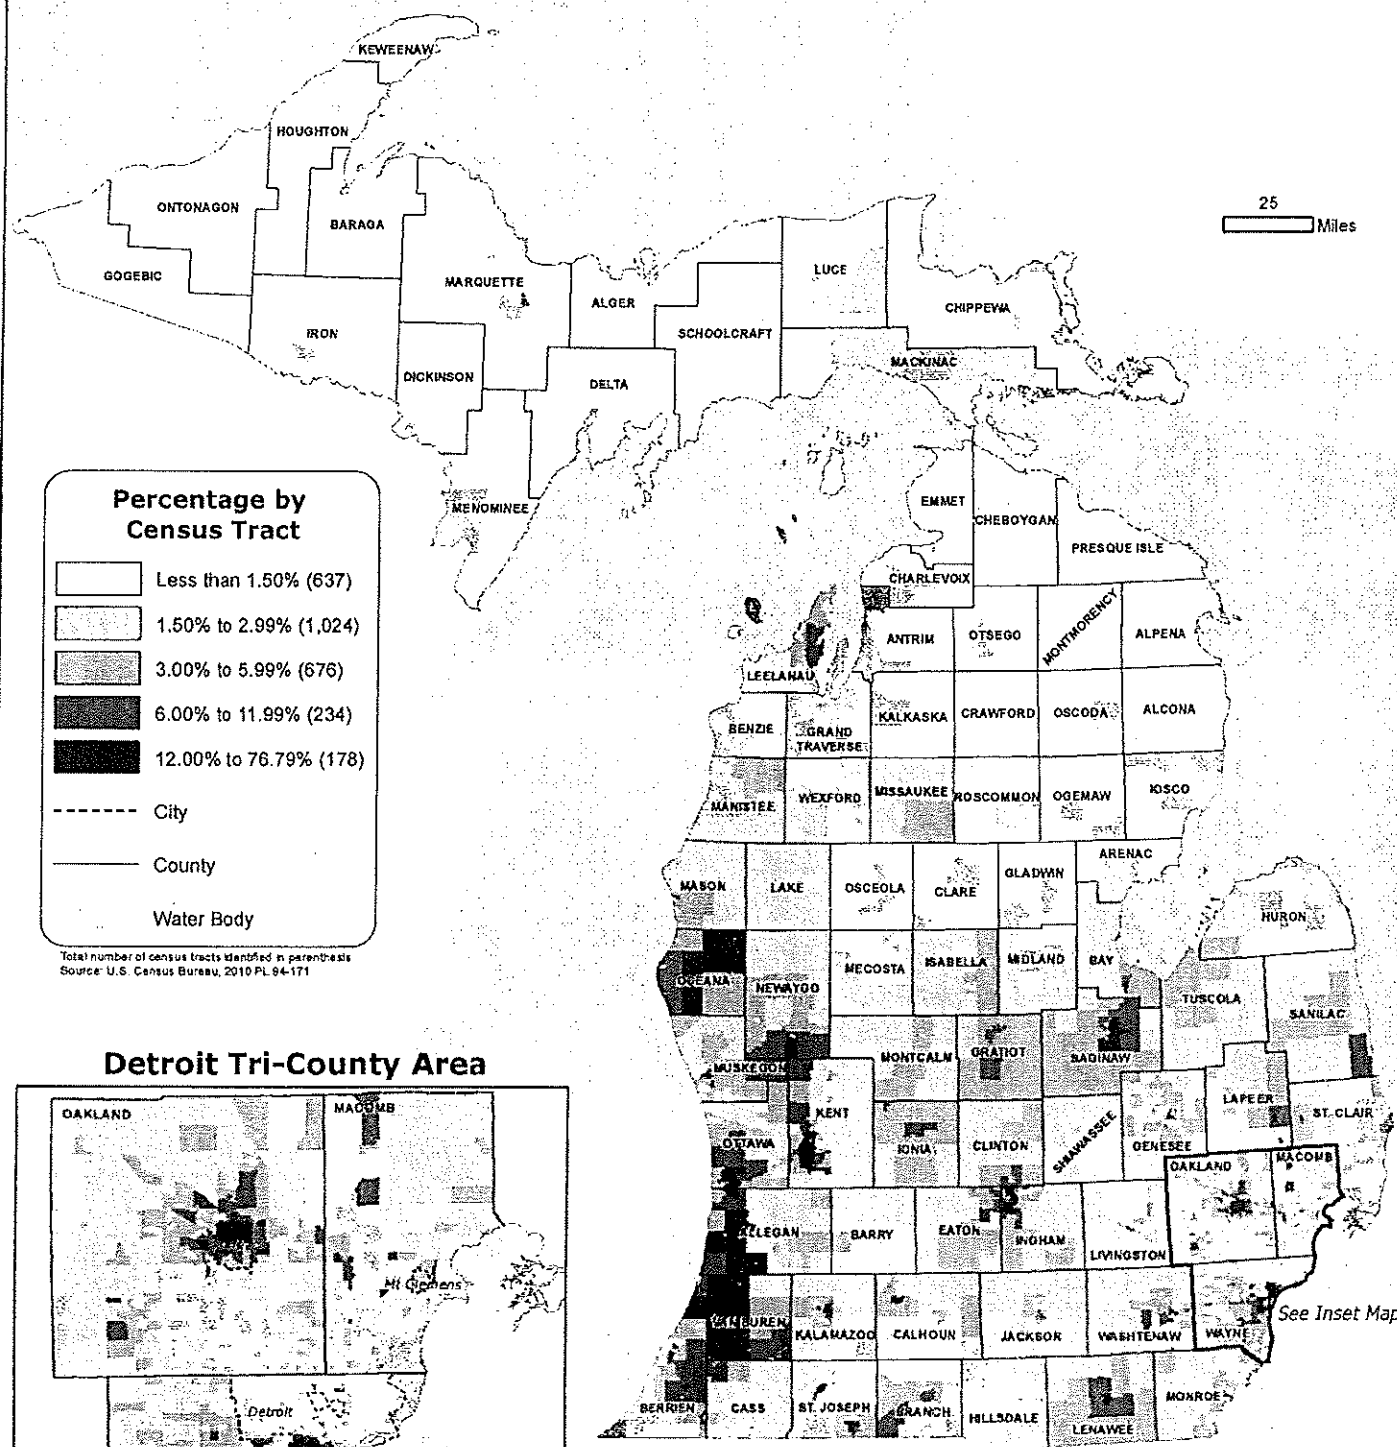 KEWEENAW
HOUGHTON
ONTONAGON
BARAGA
GOGEBIC
MARQUETTE
IRON
DICKINSON
ALGER
SCHOOLCRAFT
DELTA
LUCE
CHIPPEWA
MACKINAC
25
Miles
MENOMINEE
Percentage by
Census Tract
Less than 1.50% (637)
1.50% to 2.99% (1,024)
3.00% to 5.99% (676)
6.00% to 11.99% (234)
12.00% to 76.79% (178)
City
County
Water Body
Total number of census tracts identified in parenthesis
Source: U.S. Census Bureau, 2010 PL 94-171
EMMET
CHEBOYGAN
PRESQUE ISLE
CHARLEVOIX
ANTRIM
OTSEGO
MONTMORENCY
ALPENA
LEELANAU
BENZIE
GRAND
TRAVERSE
KALKASKA
CRAWFORD
OSCODA
ALCONA
MANISTEE
WEXFORD
MISSAUKEE
ROSCOMMON
OGEMAW
IOSCO
MASON
LAKE
OSCEOLA
CLARE
GLADWIN
ARENAC
HURON
OCEANA
NEWAYGO
MECOSTA
ISABELLA
MIDLAND
BAY
TUSCOLA
SANILAC
MUSKEGON
MONTCALM
GRATIOT
SAGINAW
LAPEER
ST. CLAIR
OTTAWA
KENT
IONIA
CLINTON
SHIAWASSEE
GENESEE
OAKLAND
MACOMB
ALLEGAN
BARRY
EATON
INGHAM
LIVINGSTON
VAN BUREN
KALAMAZOO
CALHOUN
JACKSON
WASHTENAW
WAYNE
See Inset Map
BERRIEN
CASS
ST. JOSEPH
BRANCH
HILLSDALE
LENAWEE
MONROE
Detroit Tri-County Area
OAKLAND
MACOMB
Mt Clemens
Detroit